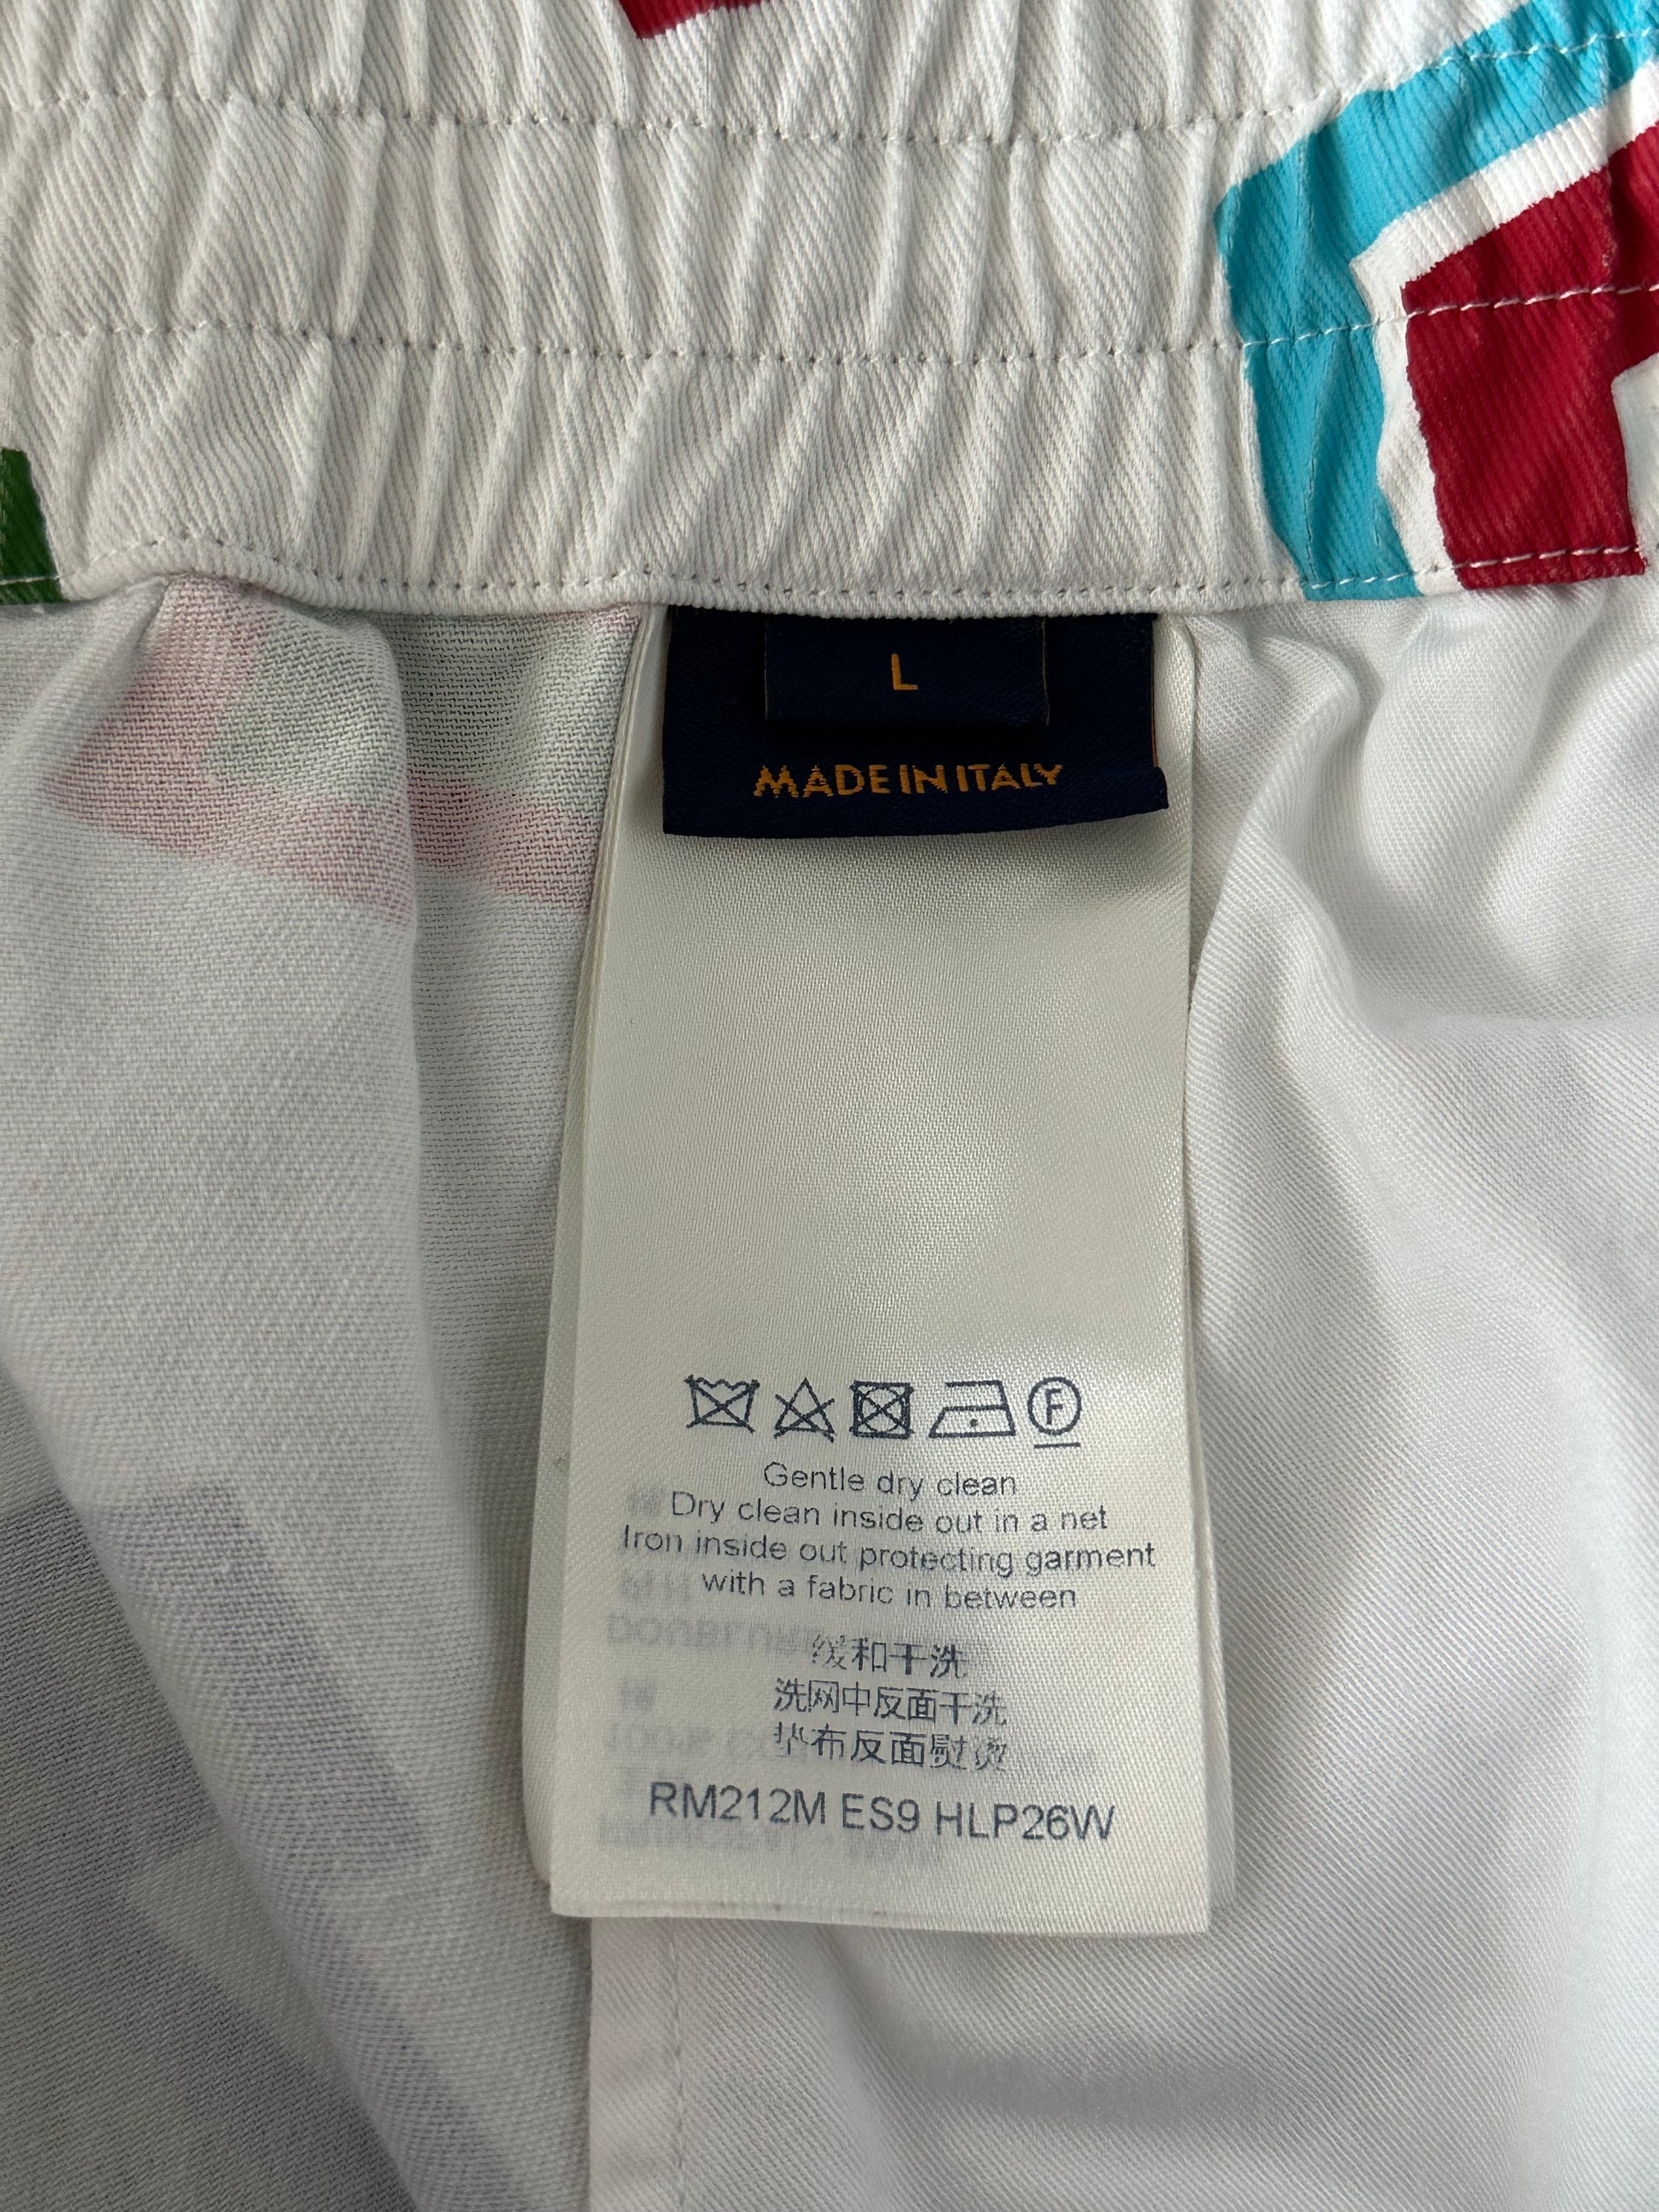 L
MADE IN ITALY
F
Gentle dry clean
Dry clean inside out in a net
Iron inside out protecting garment
with a fabric in between
缓和干洗
洗网中反面干洗
垫布反面熨烫
RM212M ES9 HLP26W